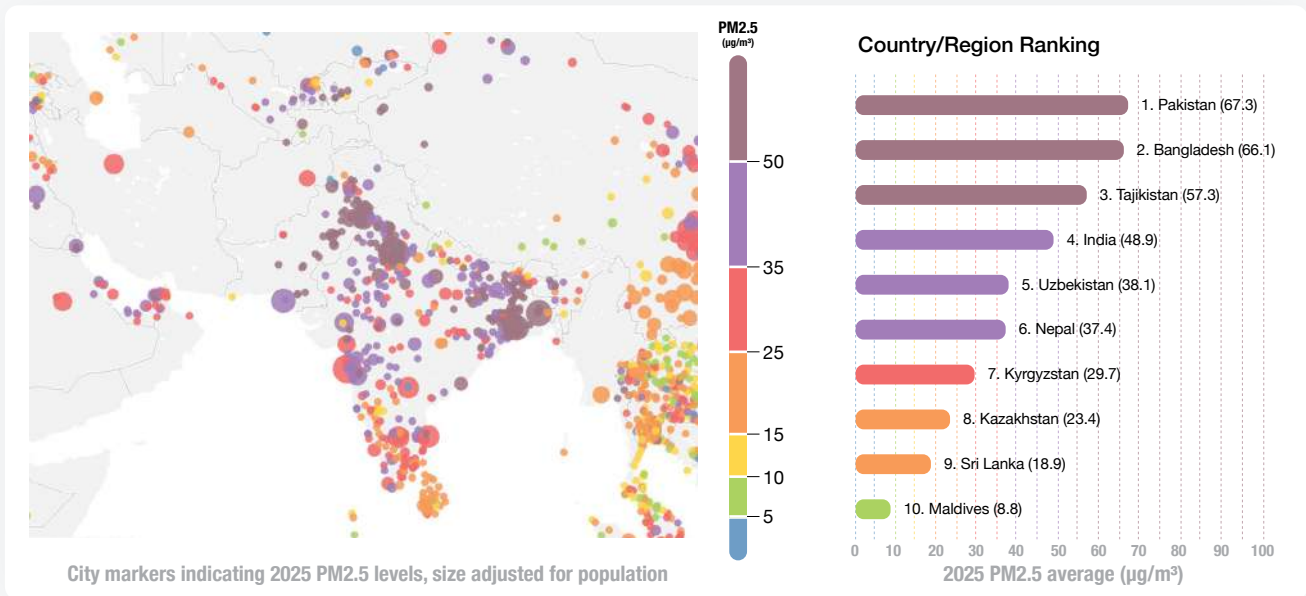 PM2.5
(µg/m³)
50
35
25
15
10
5
City markers indicating 2025 PM2.5 levels, size adjusted for population
Country/Region Ranking
1. Pakistan (67.3)
2. Bangladesh (66.1)
3. Tajikistan (57.3)
4. India (48.9)
5. Uzbekistan (38.1)
6. Nepal (37.4)
7. Kyrgyzstan (29.7)
8. Kazakhstan (23.4)
9. Sri Lanka (18.9)
10. Maldives (8.8)
0 10 20 30 40 50 60 70 80 90 100
2025 PM2.5 average (µg/m³)